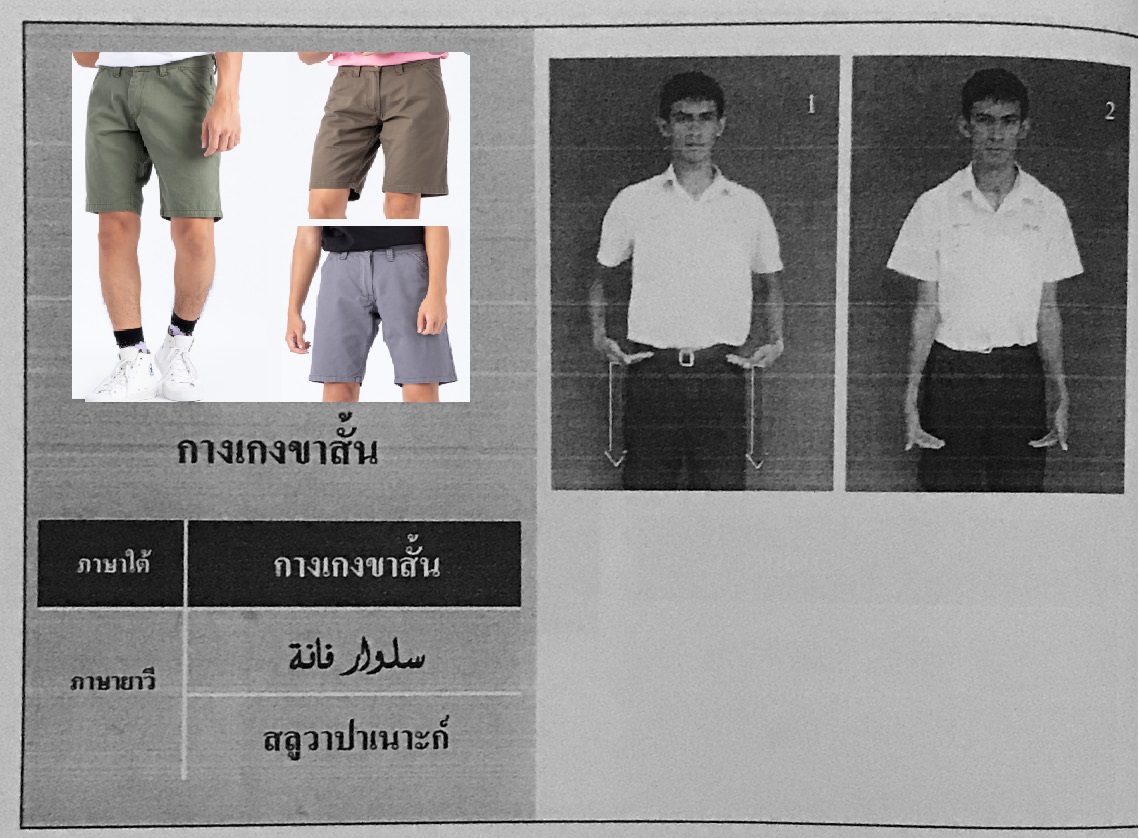 1
2
กางเกงขาสั้น
ภาษาใต้
กางเกงขาสั้น
ภาษายาวี
سلوار فانة
สลูวาปาเนาะก์